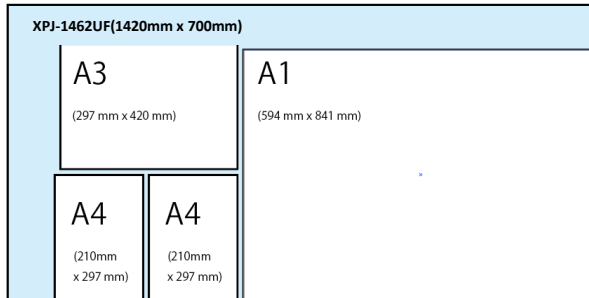 XPJ-1462UF(1420mm x 700mm)
A3
(297 mm x 420 mm)
A1
(594 mm x 841 mm)
A4
(210mm
x 297 mm)
A4
(210mm
x 297 mm)